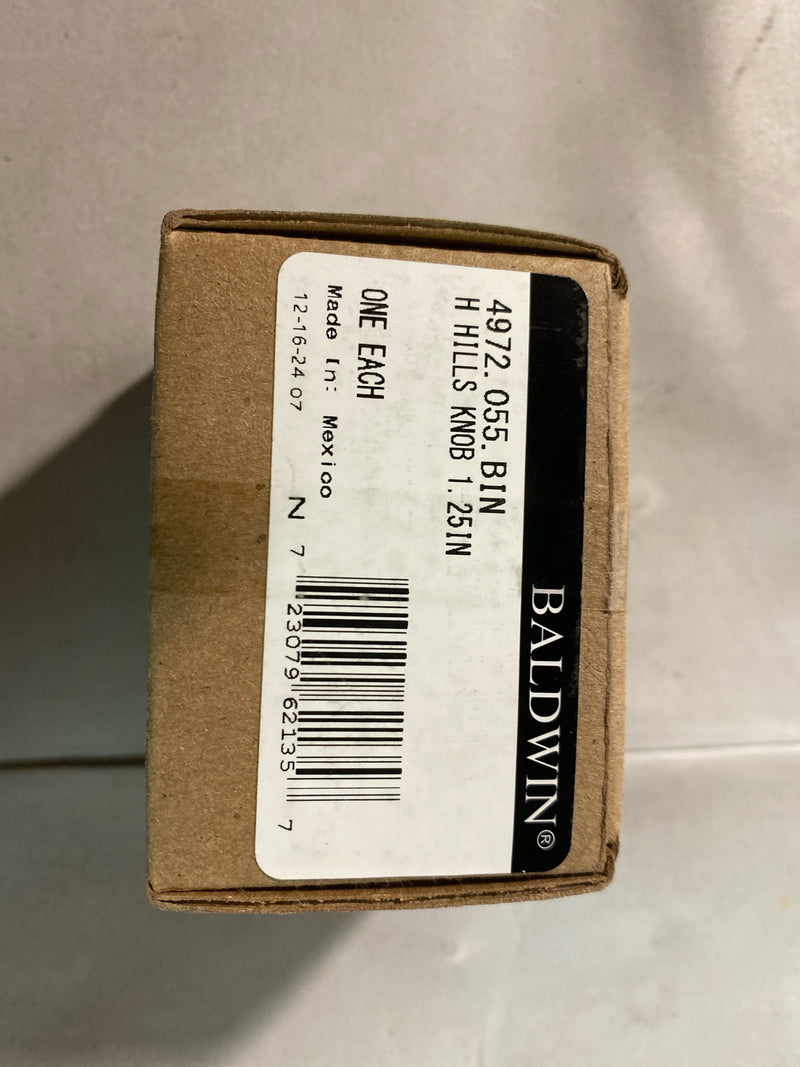 BALDWIN®
4972.055.BIN
H HILLS KNOB 1.25IN
ONE EACH
Made In: Mexico
12-16-24 07
N
7 23079 62135 7